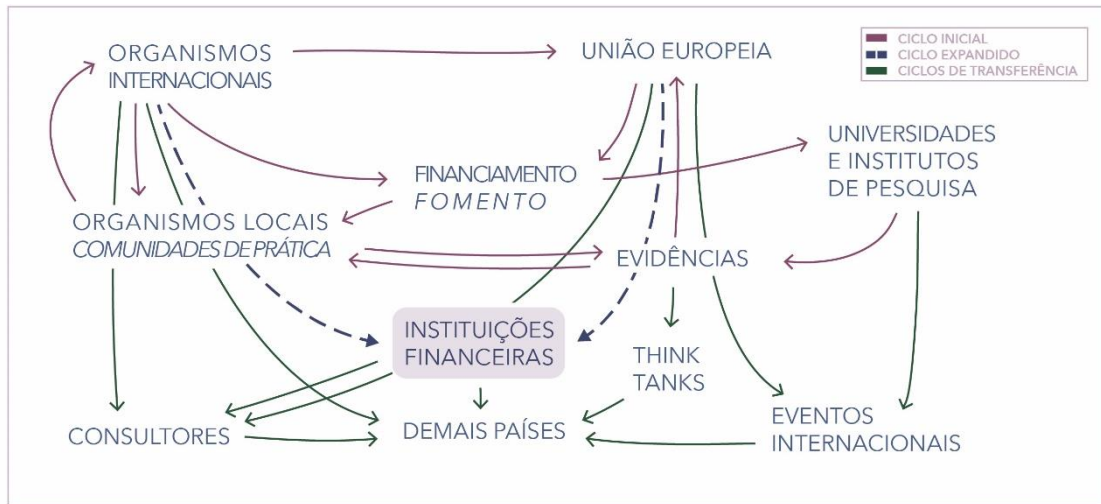 ORGANISMOS
INTERNACIONAIS
UNIÃO EUROPEIA
CICLO INICIAL
CICLO EXPANDIDO
CICLOS DE TRANSFERÊNCIA
UNIVERSIDADES
E INSTITUTOS
DE PESQUISA
FINANCIAMENTO
FOMENTO
ORGANISMOS LOCAIS
COMUNIDADES DE PRÁTICA
EVIDÊNCIAS
INSTITUIÇÕES
FINANCEIRAS
THINK
TANKS
CONSULTORES
DEMAIS PAÍSES
EVENTOS
INTERNACIONAIS